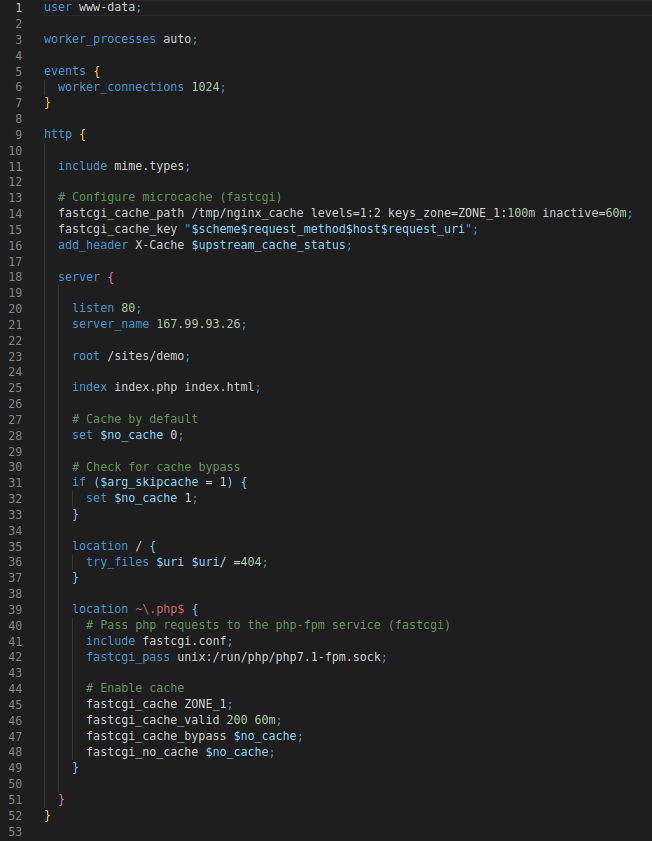 1 user www-data;
2
3 worker_processes auto;
4
5 events {
6   worker_connections 1024;
7 }
8
9 http {
10
11   include mime.types;
12
13   # Configure microcache (fastcgi)
14   fastcgi_cache_path /tmp/nginx_cache levels=1:2 keys_zone=ZONE_1:100m inactive=60m;
15   fastcgi_cache_key "$scheme$request_method$host$request_uri";
16   add_header X-Cache $upstream_cache_status;
17
18   server {
19
20     listen 80;
21     server_name 167.99.93.26;
22
23     root /sites/demo;
24
25     index index.php index.html;
26
27     # Cache by default
28     set $no_cache 0;
29
30     # Check for cache bypass
31     if ($arg_skipcache = 1) {
32       set $no_cache 1;
33     }
34
35     location / {
36       try_files $uri $uri/ =404;
37     }
38
39     location ~\.php$ {
40       # Pass php requests to the php-fpm service (fastcgi)
41       include fastcgi.conf;
42       fastcgi_pass unix:/run/php/php7.1-fpm.sock;
43
44       # Enable cache
45       fastcgi_cache ZONE_1;
46       fastcgi_cache_valid 200 60m;
47       fastcgi_cache_bypass $no_cache;
48       fastcgi_no_cache $no_cache;
49     }
50
51   }
52 }
53